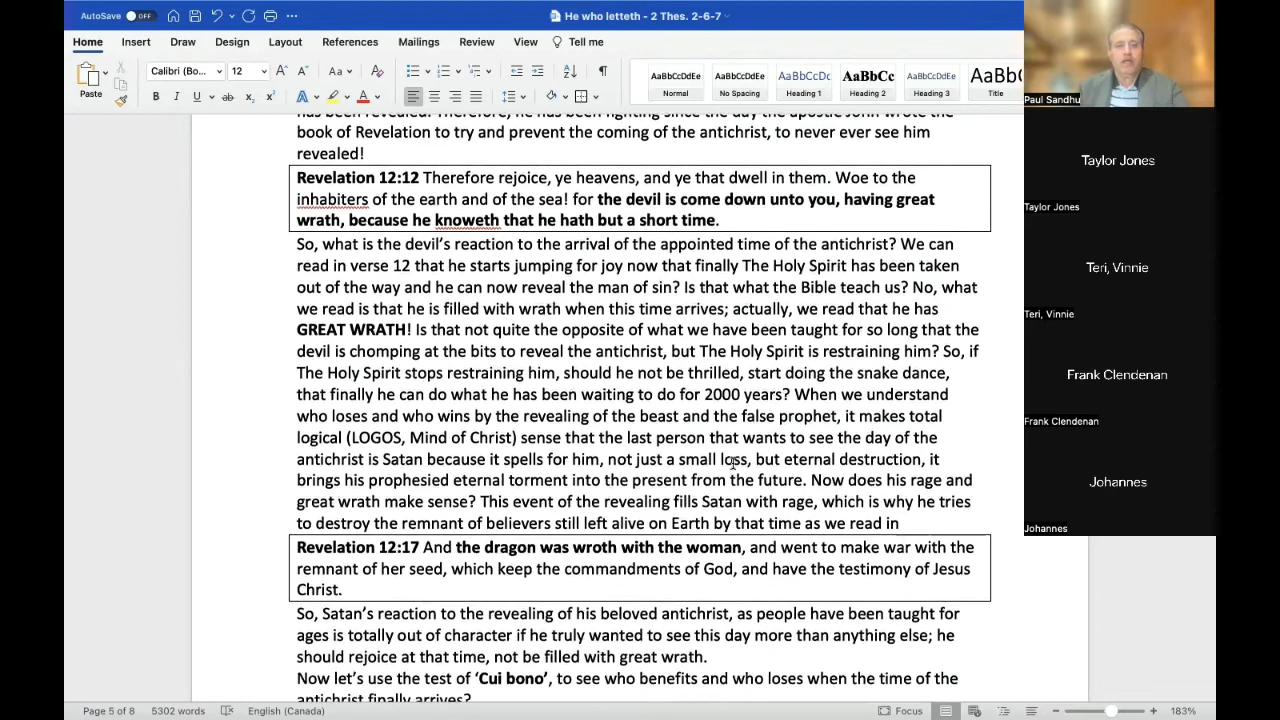 AutoSave OFF
He who letteth - 2 Thes. 2-6-7
Home Insert Draw Design Layout References Mailings Review View Tell me
Paste
Calibri (Bo... 12
Aa
B I U ab x₂ x²
A
AaBbCcDdEe AaBbCcDdEe AaBbCcDc AaBbCc AaBbCcDdEe AaBb(
Normal No Spacing Heading 1 Heading 2 Heading 3 Title
book of Revelation to try and prevent the coming of the antichrist, to never ever see him
revealed!
Revelation 12:12 Therefore rejoice, ye heavens, and ye that dwell in them. Woe to the
inhabiters of the earth and of the sea! for the devil is come down unto you, having great
wrath, because he knoweth that he hath but a short time.
So, what is the devil's reaction to the arrival of the appointed time of the antichrist? We can
read in verse 12 that he starts jumping for joy now that finally The Holy Spirit has been taken
out of the way and he can now reveal the man of sin? Is that what the Bible teach us? No, what
we read is that he is filled with wrath when this time arrives; actually, we read that he has
GREAT WRATH! Is that not quite the opposite of what we have been taught for so long that the
devil is chomping at the bits to reveal the antichrist, but The Holy Spirit is restraining him? So, if
The Holy Spirit stops restraining him, should he not be thrilled, start doing the snake dance,
that finally he can do what he has been waiting to do for 2000 years? When we understand
who loses and who wins by the revealing of the beast and the false prophet, it makes total
logical (LOGOS, Mind of Christ) sense that the last person that wants to see the day of the
antichrist is Satan because it spells for him, not just a small loss, but eternal destruction, it
brings his prophesied eternal torment into the present from the future. Now does his rage and
great wrath make sense? This event of the revealing fills Satan with rage, which is why he tries
to destroy the remnant of believers still left alive on Earth by that time as we read in
Revelation 12:17 And the dragon was wroth with the woman, and went to make war with the
remnant of her seed, which keep the commandments of God, and have the testimony of Jesus
Christ.
So, Satan's reaction to the revealing of his beloved antichrist, as people have been taught for
ages is totally out of character if he truly wanted to see this day more than anything else; he
should rejoice at that time, not be filled with great wrath.
Now let's use the test of 'Cui bono', to see who benefits and who loses when the time of the
antichrist finally arrives?
Page 5 of 8 5302 words English (Canada) Focus 183%
Paul Sandhu
Taylor Jones
Taylor Jones
Teri, Vinnie
Teri, Vinnie
Frank Clendenan
Frank Clendenan
Johannes
Johannes